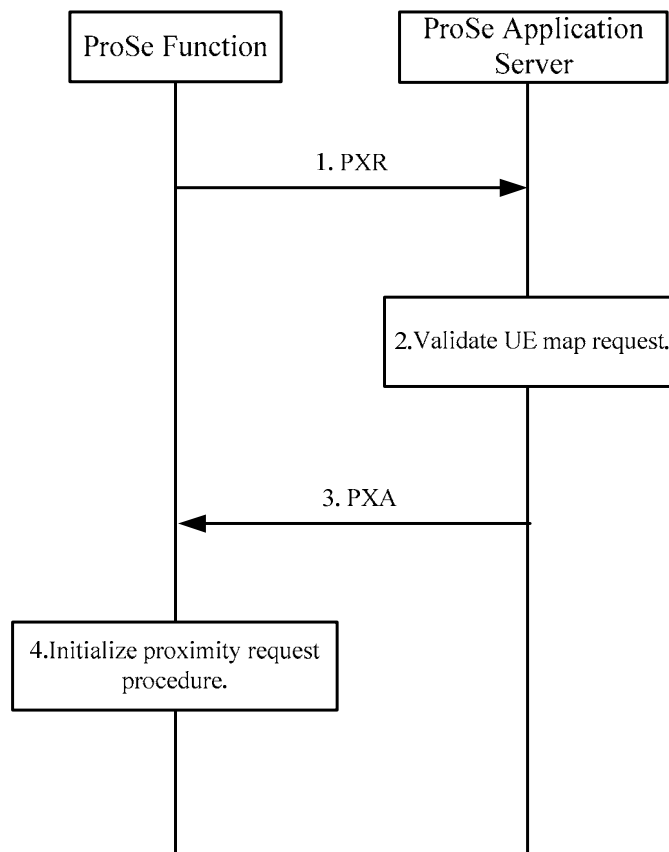 ProSe Function
ProSe Application
Server
1. PXR
2.Validate UE map request.
3. PXA
4.Initialize proximity request
procedure.